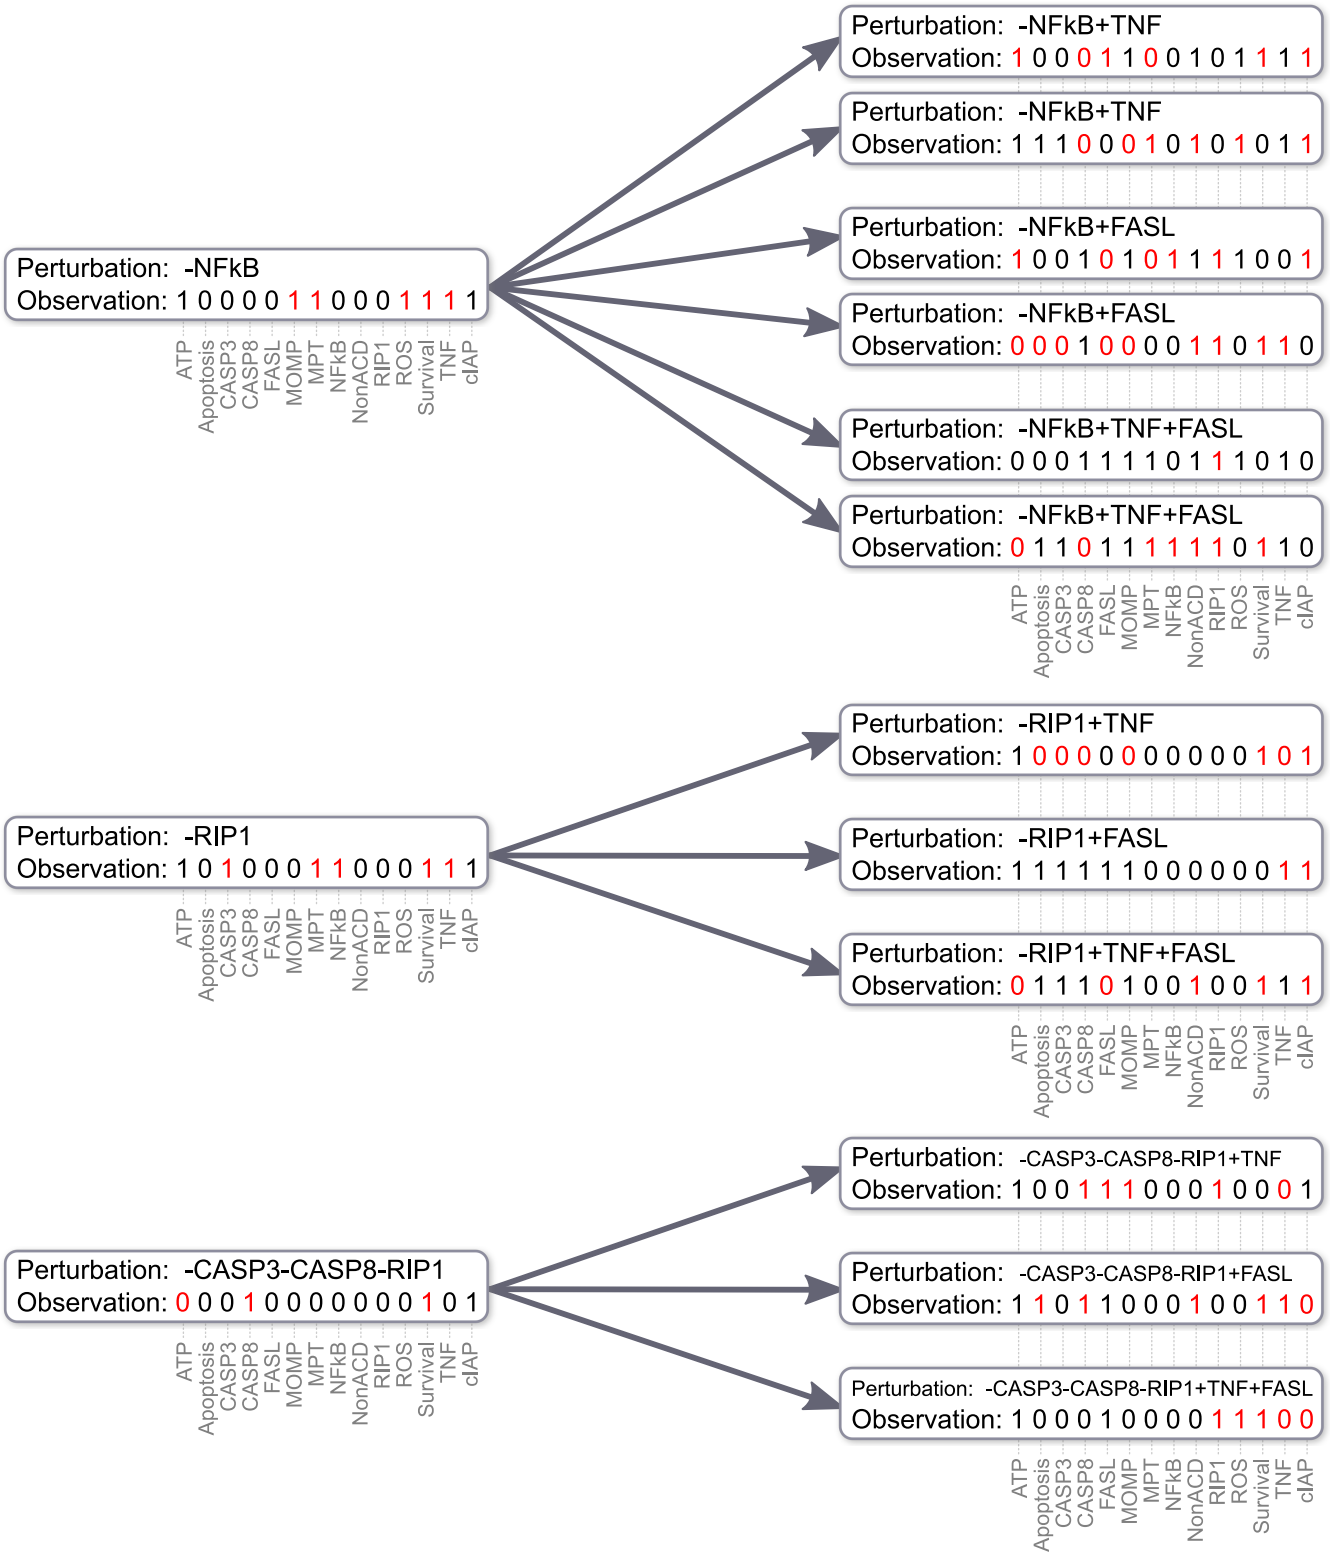 Perturbation: -NFkB+TNF
Observation: 1 0 0 0 1 1 0 0 1 0 1 1 1 1
Perturbation: -NFkB+TNF
Observation: 1 1 1 0 0 0 1 0 1 0 1 0 1 1
Perturbation: -NFkB+FASL
Observation: 1 0 0 1 0 1 0 1 1 1 1 0 0 1
Perturbation: -NFkB+FASL
Observation: 0 0 0 1 0 0 0 0 1 1 0 1 1 0
Perturbation: -NFkB+TNF+FASL
Observation: 0 0 0 1 1 1 1 0 1 1 1 0 1 0
Perturbation: -NFkB+TNF+FASL
Observation: 0 1 1 0 1 1 1 1 1 1 0 1 1 0
ATP
Apoptosis
CASP3
CASP8
FASL
MOMP
MPT
NFkB
NonACD
RIP1
ROS
Survival
TNF
cIAP
Perturbation: -NFkB
Observation: 1 0 0 0 0 1 1 0 0 0 1 1 1 1
ATP
Apoptosis
CASP3
CASP8
FASL
MOMP
MPT
NFkB
NonACD
RIP1
ROS
Survival
TNF
cIAP
Perturbation: -RIP1+TNF
Observation: 1 0 0 0 0 0 0 0 0 0 0 1 0 1
Perturbation: -RIP1+FASL
Observation: 1 1 1 1 1 1 0 0 0 0 0 0 1 1
Perturbation: -RIP1+TNF+FASL
Observation: 0 1 1 1 0 1 0 0 1 0 0 1 1 1
ATP
Apoptosis
CASP3
CASP8
FASL
MOMP
MPT
NFkB
NonACD
RIP1
ROS
Survival
TNF
cIAP
Perturbation: -RIP1
Observation: 1 0 1 0 0 0 1 1 0 0 0 1 1 1
ATP
Apoptosis
CASP3
CASP8
FASL
MOMP
MPT
NFkB
NonACD
RIP1
ROS
Survival
TNF
cIAP
Perturbation: -CASP3-CASP8-RIP1+TNF
Observation: 1 0 0 1 1 1 0 0 0 1 0 0 0 1
Perturbation: -CASP3-CASP8-RIP1+FASL
Observation: 1 1 0 1 1 0 0 0 1 0 0 1 1 0
Perturbation: -CASP3-CASP8-RIP1+TNF+FASL
Observation: 1 0 0 0 1 0 0 0 0 1 1 1 0 0
ATP
Apoptosis
CASP3
CASP8
FASL
MOMP
MPT
NFkB
NonACD
RIP1
ROS
Survival
TNF
cIAP
Perturbation: -CASP3-CASP8-RIP1
Observation: 0 0 0 1 0 0 0 0 0 0 0 1 0 1
ATP
Apoptosis
CASP3
CASP8
FASL
MOMP
MPT
NFkB
NonACD
RIP1
ROS
Survival
TNF
cIAP